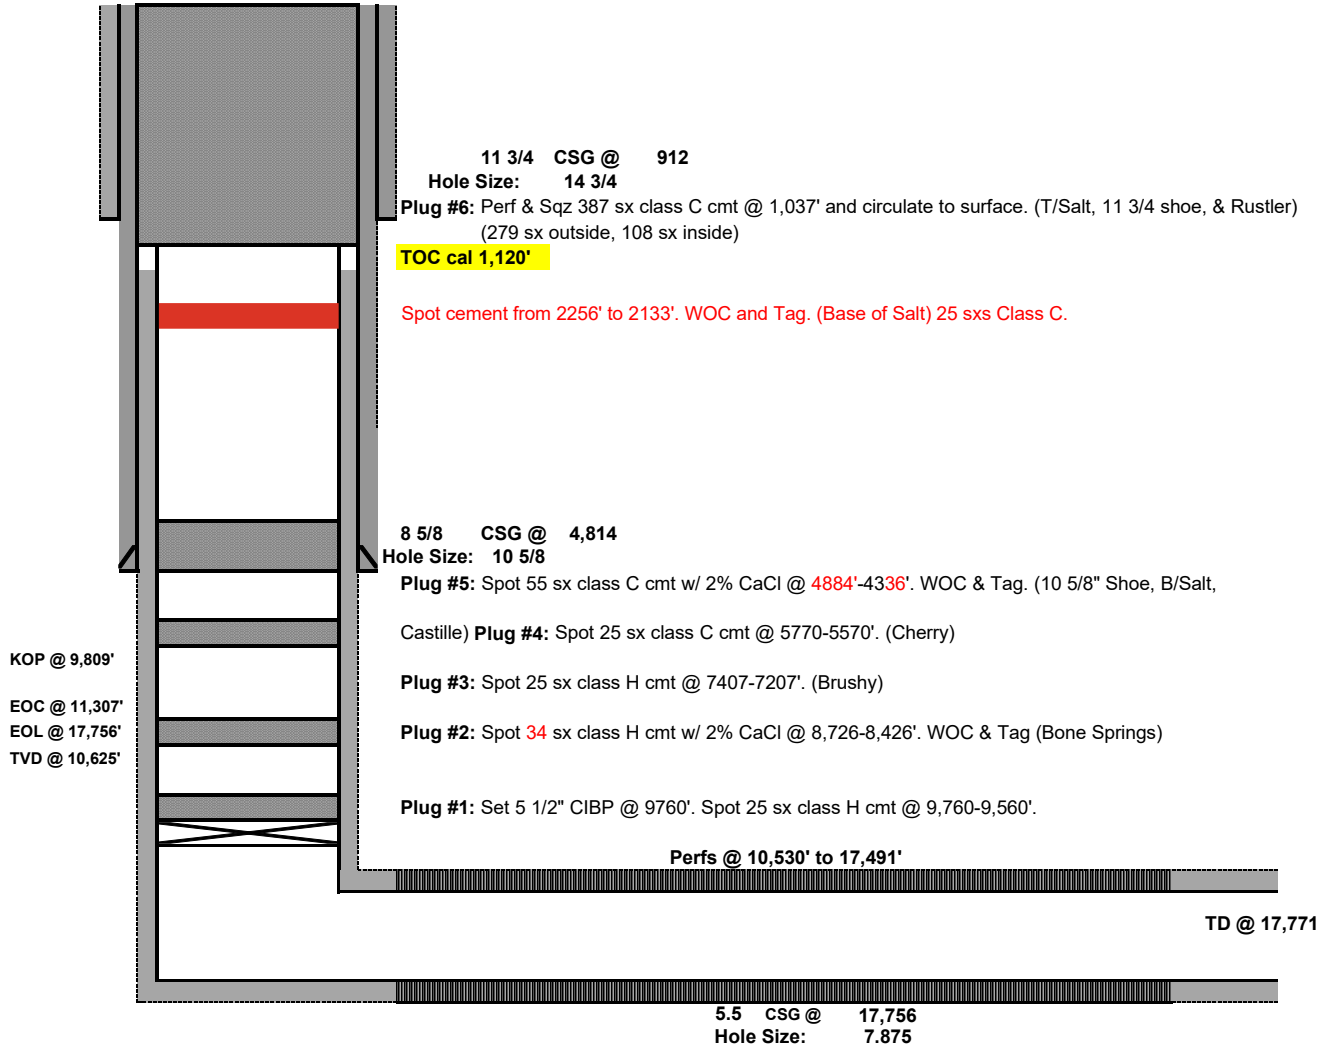 11 3/4 CSG @ 912
Hole Size: 14 3/4
Plug #6: Perf & Sqz 387 sx class C cmt @ 1,037' and circulate to surface. (T/Salt, 11 3/4 shoe, & Rustler)
(279 sx outside, 108 sx inside)
TOC cal 1,120'
Spot cement from 2256' to 2133'. WOC and Tag. (Base of Salt) 25 sxs Class C.
8 5/8 CSG @ 4,814
Hole Size: 10 5/8
Plug #5: Spot 55 sx class C cmt w/ 2% CaCl @ 4884'-4336'. WOC & Tag. (10 5/8" Shoe, B/Salt,
Castille) Plug #4: Spot 25 sx class C cmt @ 5770-5570'. (Cherry)
KOP @ 9,809'
Plug #3: Spot 25 sx class H cmt @ 7407-7207'. (Brushy)
EOC @ 11,307'
EOL @ 17,756'
Plug #2: Spot 34 sx class H cmt w/ 2% CaCl @ 8,726-8,426'. WOC & Tag (Bone Springs)
TVD @ 10,625'
Plug #1: Set 5 1/2" CIBP @ 9760'. Spot 25 sx class H cmt @ 9,760-9,560'.
Perfs @ 10,530' to 17,491'
TD @ 17,771
5.5 CSG @ 17,756
Hole Size: 7.875